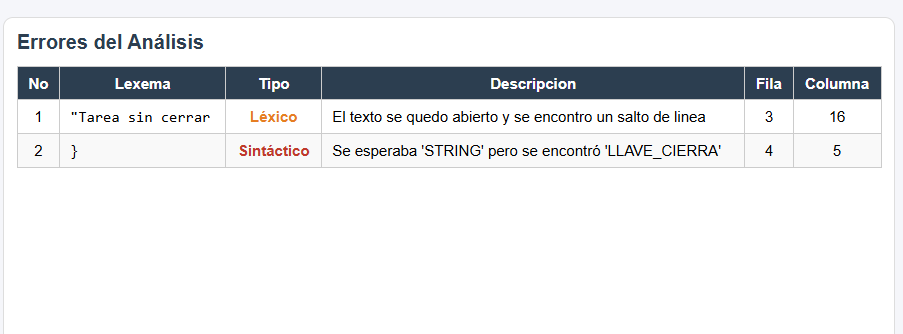 Errores del Análisis
No Lexema Tipo Descripcion Fila Columna
1 "Tarea sin cerrar Léxico El texto se quedo abierto y se encontro un salto de linea 3 16
2 } Sintáctico Se esperaba 'STRING' pero se encontró 'LLAVE_CIERRA' 4 5